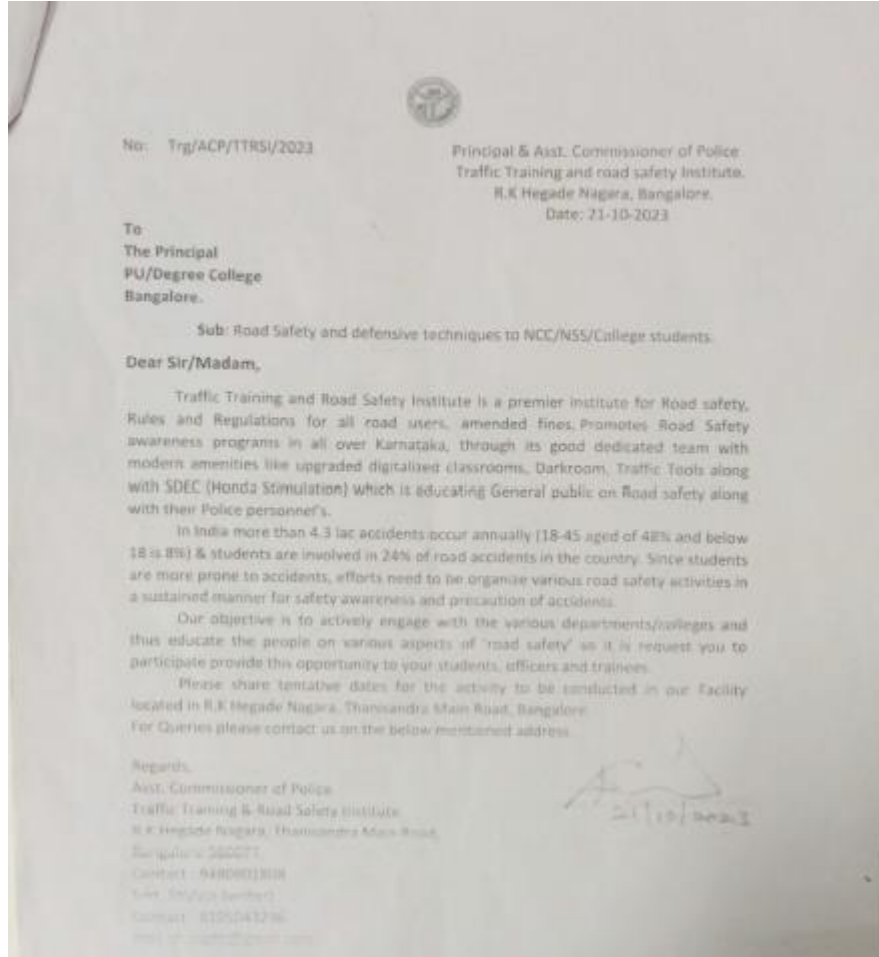 No: Trg/ACP/TTRSI/2023
Principal & Asst. Commissioner of Police
Traffic Training and road safety Institute.
R.K Hegade Nagara, Bangalore.
Date: 21-10-2023
To
The Principal
PU/Degree College
Bangalore.
Sub: Road Safety and defensive techniques to NCC/NSS/College students.
Dear Sir/Madam,
Traffic Training and Road Safety Institute is a premier institute for Road safety,
Rules and Regulations for all road users, amended fines. Promotes Road Safety
awareness programs in all over Karnataka, through its good dedicated team with
modern amenities like upgraded digitalized classrooms, Darkroom, Traffic Tools along
with SDEC (Honda Stimulation) which is educating General public on Road safety along
with their Police personnel's.
In India more than 4.3 lac accidents occur annually (18-45 aged of 48% and below
18 is 8%) & students are involved in 24% of road accidents in the country. Since students
are more prone to accidents, efforts need to be organize various road safety activities in
a sustained manner for safety awareness and precaution of accidents.
Our objective is to actively engage with the various departments/colleges and
thus educate the people on various aspects of 'road safety' so it is request you to
participate provide this opportunity to your students, officers and trainees.
Please share tentative dates for the activity to be conducted in our Facility
located in R.K Hegade Nagara, Thanisandra Main Road, Bangalore.
For Queries please contact us on the below mentioned address.
Regards,
Asst. Commissioner of Police
Traffic Training & Road Safety Institute
R.K Hegade Nagara, Thanisandra Main Road,
Contact :
Contact :
21/10/2023